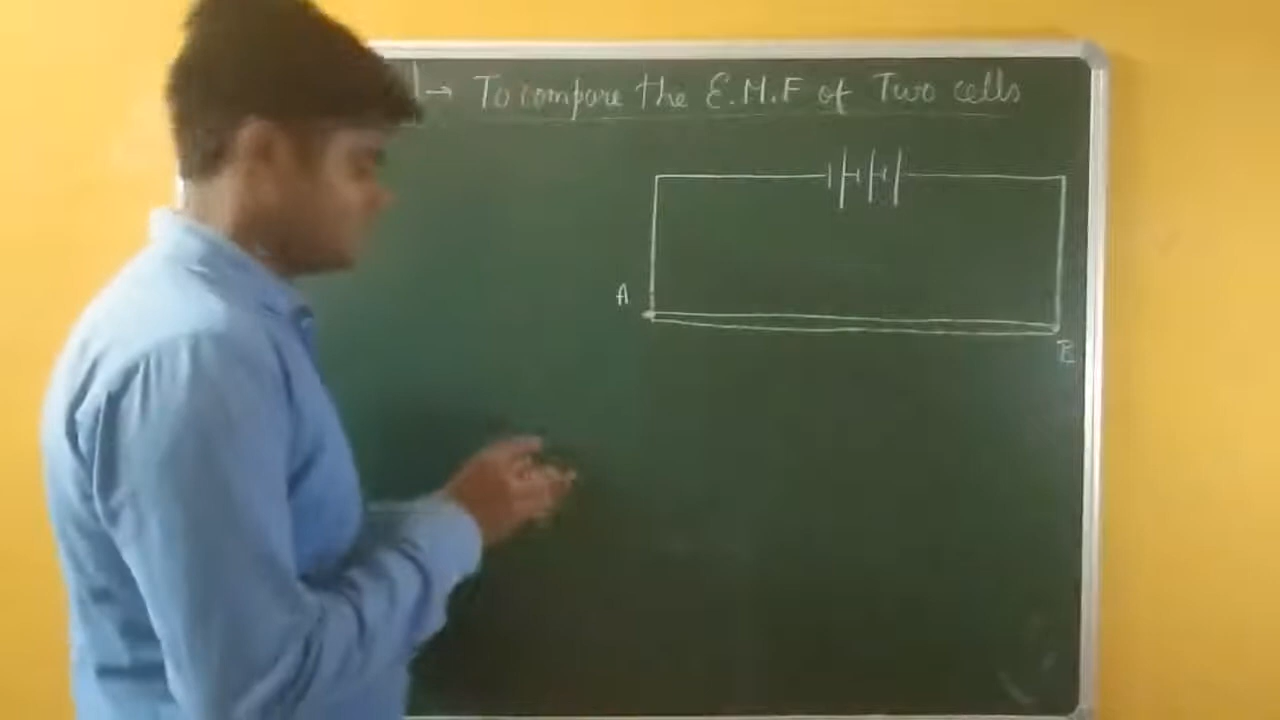 → To compare the E.M.F of Two cells
A
B